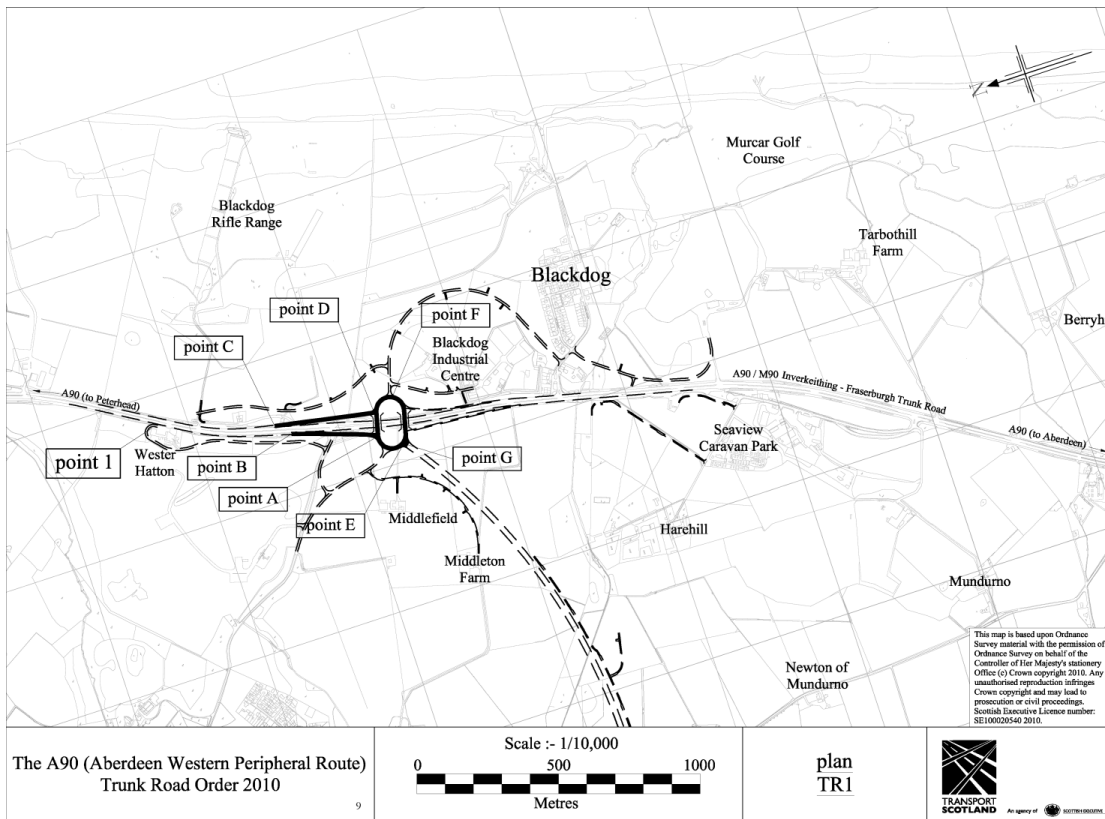 N
Murcar Golf
Course
Blackdog
Rifle Range
Tarbothill
Farm
Blackdog
point D
point F
Berryh
point C
Blackdog
Industrial
Centre
A90 / M90 Inverkeithing - Fraserburgh Trunk Road
A90 (to Peterhead)
Seaview
Caravan Park
A90 (to Aberdeen)
point 1
Wester
Hatton
point B
point G
point A
point E
Middlefield
Harehill
Middleton
Farm
Mundurno
Newton of
Mundurno
This map is based upon Ordnance
Survey material with the permission of
Ordnance Survey on behalf of the
Controller of Her Majesty's stationery
Office (c) Crown copyright 2010. Any
unauthorised reproduction infringes
Crown copyright and may lead to
prosecution or civil proceedings.
Scottish Executive Licence number:
SE100020540 2010.
The A90 (Aberdeen Western Peripheral Route)
Trunk Road Order 2010
9
Scale :- 1/10,000
0 500 1000
Metres
plan
TR1
TRANSPORT
SCOTLAND
An agency of
SCOTTISH EXECUTIVE